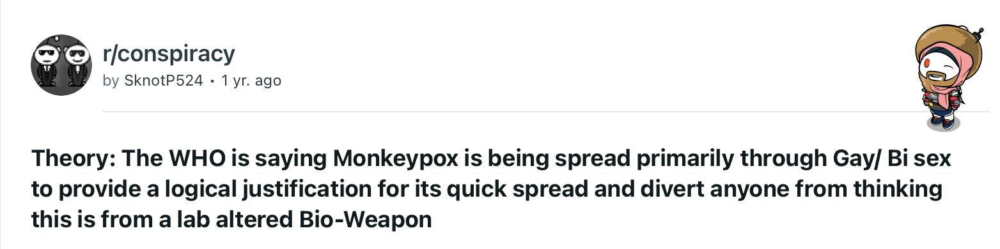 r/conspiracy
by SknotP524 • 1 yr. ago
Theory: The WHO is saying Monkeypox is being spread primarily through Gay/ Bi sex
to provide a logical justification for its quick spread and divert anyone from thinking
this is from a lab altered Bio-Weapon